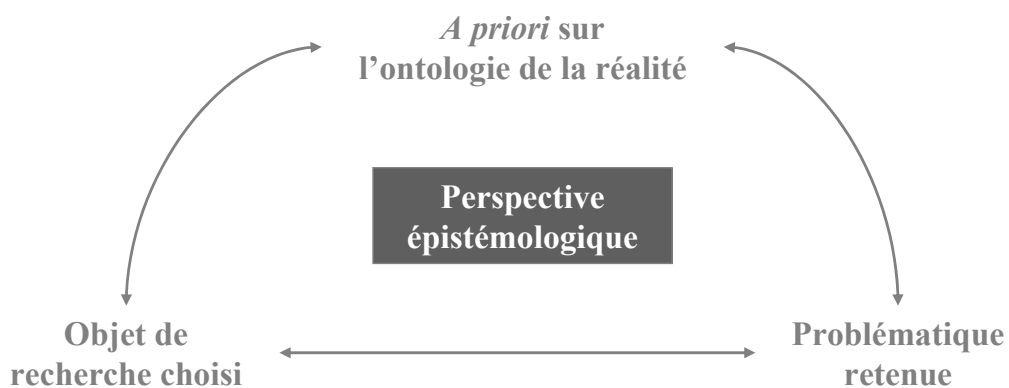 A priori sur
l’ontologie de la réalité
Perspective
épistémologique
Objet de
recherche choisi
Problématique
retenue